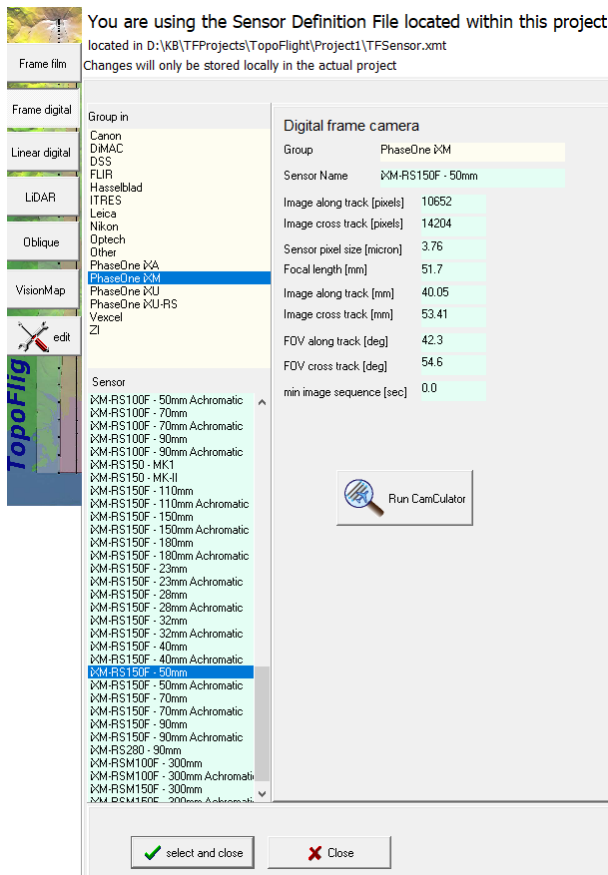 You are using the Sensor Definition File located within this project
located in D:\KB\TFProjects\TopoFlight\Project1\TFSensor.xmt
Changes will only be stored locally in the actual project
Frame film
Frame digital
Linear digital
LiDAR
Oblique
VisionMap
edit
TopoFlig
Group in
Canon
DiMAC
DSS
FLIR
Hasselblad
ITRES
Leica
Nikon
Optech
Other
PhaseOne iXA
PhaseOne iXM
PhaseOne iXU
PhaseOne iXU-RS
Vexcel
ZI
Sensor
iXM-RS100F - 50mm Achromatic
iXM-RS100F - 70mm
iXM-RS100F - 70mm Achromatic
iXM-RS100F - 90mm
iXM-RS100F - 90mm Achromatic
iXM-RS150 - MK1
iXM-RS150 - MK-II
iXM-RS150F - 110mm
iXM-RS150F - 110mm Achromatic
iXM-RS150F - 150mm
iXM-RS150F - 150mm Achromatic
iXM-RS150F - 180mm
iXM-RS150F - 180mm Achromatic
iXM-RS150F - 23mm
iXM-RS150F - 23mm Achromatic
iXM-RS150F - 28mm
iXM-RS150F - 28mm Achromatic
iXM-RS150F - 32mm
iXM-RS150F - 32mm Achromatic
iXM-RS150F - 40mm
iXM-RS150F - 40mm Achromatic
iXM-RS150F - 50mm
iXM-RS150F - 50mm Achromatic
iXM-RS150F - 70mm
iXM-RS150F - 70mm Achromatic
iXM-RS150F - 90mm
iXM-RS150F - 90mm Achromatic
iXM-RS280 - 90mm
iXM-RSM100F - 300mm
iXM-RSM100F - 300mm Achromati
iXM-RSM150F - 300mm
iXM-RSM150F - 300mm Achromati
Digital frame camera
Group PhaseOne iXM
Sensor Name iXM-RS150F - 50mm
Image along track [pixels] 10652
Image cross track [pixels] 14204
Sensor pixel size [micron] 3.76
Focal length [mm] 51.7
Image along track [mm] 40.05
Image cross track [mm] 53.41
FOV along track [deg] 42.3
FOV cross track [deg] 54.6
min image sequence [sec] 0.0
Run CamCulator
select and close
Close